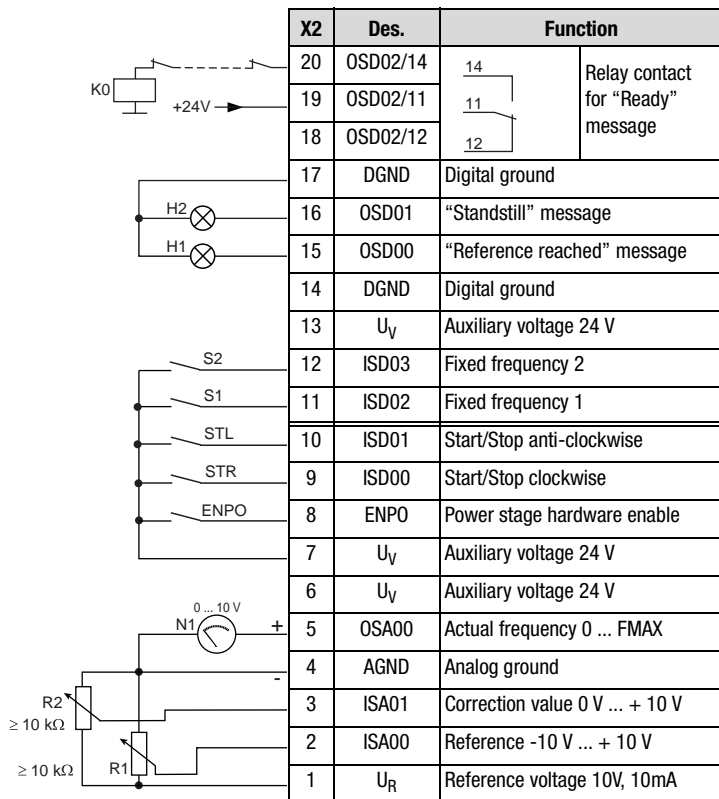 X2 Des. Function
20 OSD02/14 14 Relay contact
K0 +24V 19 OSD02/11 11 for “Ready”
18 OSD02/12 12 message
17 DGND Digital ground
H2 16 OSD01 “Standstill” message
H1 15 OSD00 “Reference reached” message
14 DGND Digital ground
13 UV Auxiliary voltage 24 V
S2 12 ISD03 Fixed frequency 2
S1 11 ISD02 Fixed frequency 1
STL 10 ISD01 Start/Stop anti-clockwise
STR 9 ISD00 Start/Stop clockwise
ENPO 8 ENPO Power stage hardware enable
7 UV Auxiliary voltage 24 V
6 UV Auxiliary voltage 24 V
0 ... 10 V
N1 + 5 OSA00 Actual frequency 0 ... FMAX
- 4 AGND Analog ground
R2 3 ISA01 Correction value 0 V ... + 10 V
≥ 10 kΩ
2 ISA00 Reference -10 V ... + 10 V
≥ 10 kΩ R1
1 UR Reference voltage 10V, 10mA